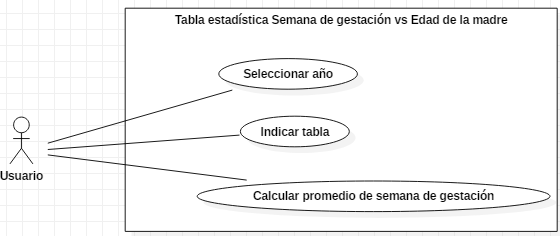 Tabla estadística Semana de gestación vs Edad de la madre
Seleccionar año
Indicar tabla
Usuario
Calcular promedio de semana de gestación